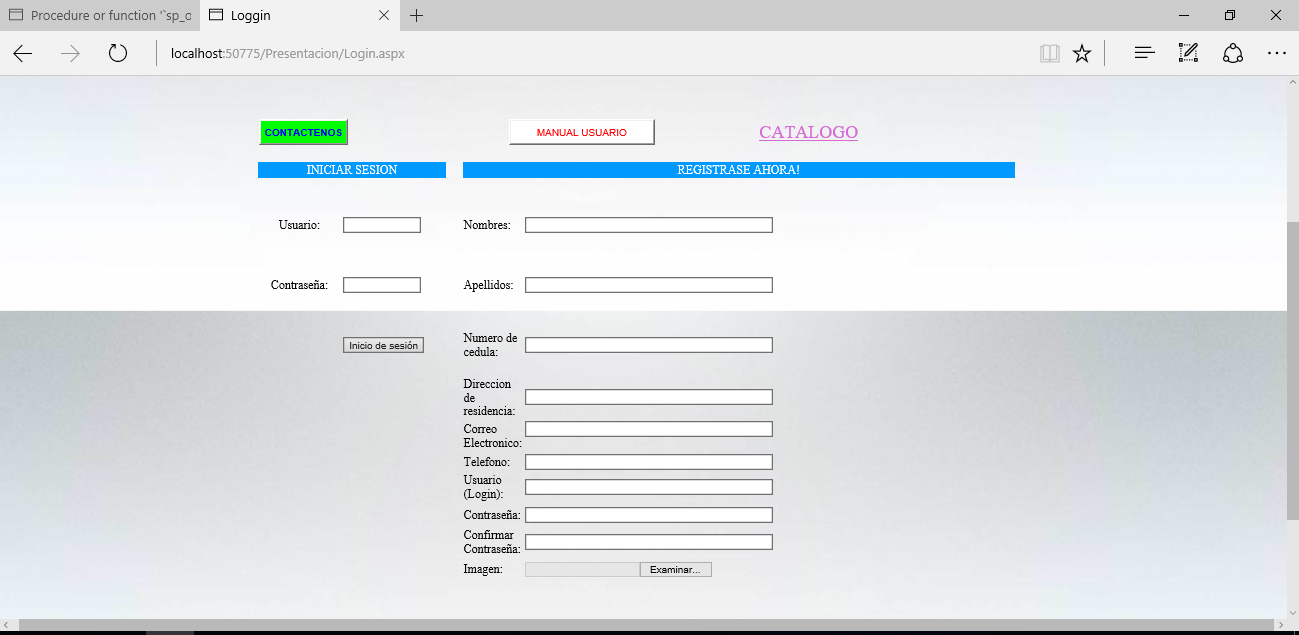 Procedure or function '`sp_o
Loggin
localhost:50775/Presentacion/Login.aspx
CONTACTENOS
MANUAL USUARIO
CATALOGO
INICIAR SESION
REGISTRASE AHORA!
Usuario:
Nombres:
Contraseña:
Apellidos:
Inicio de sesión
Numero de
cedula:
Direccion
de
residencia:
Correo
Electronico:
Telefono:
Usuario
(Login):
Contraseña:
Confirmar
Contraseña:
Imagen:
Examinar...